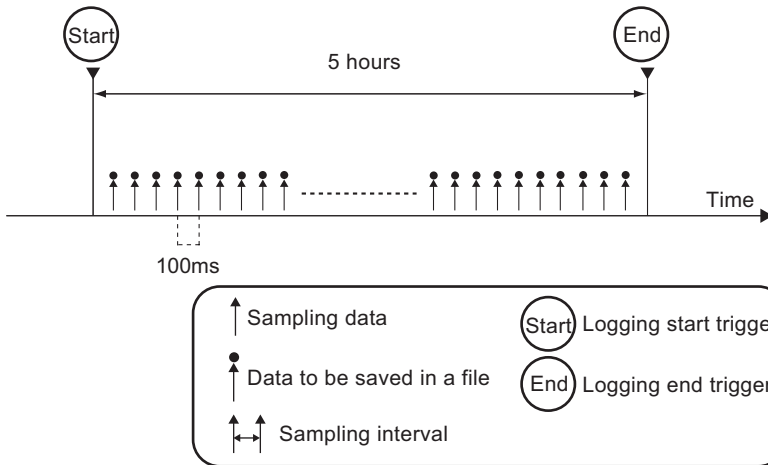 Start
End
5 hours
Time
100ms
Sampling data
Start Logging start trigge
Data to be saved in a file
End Logging end trigger
Sampling interval